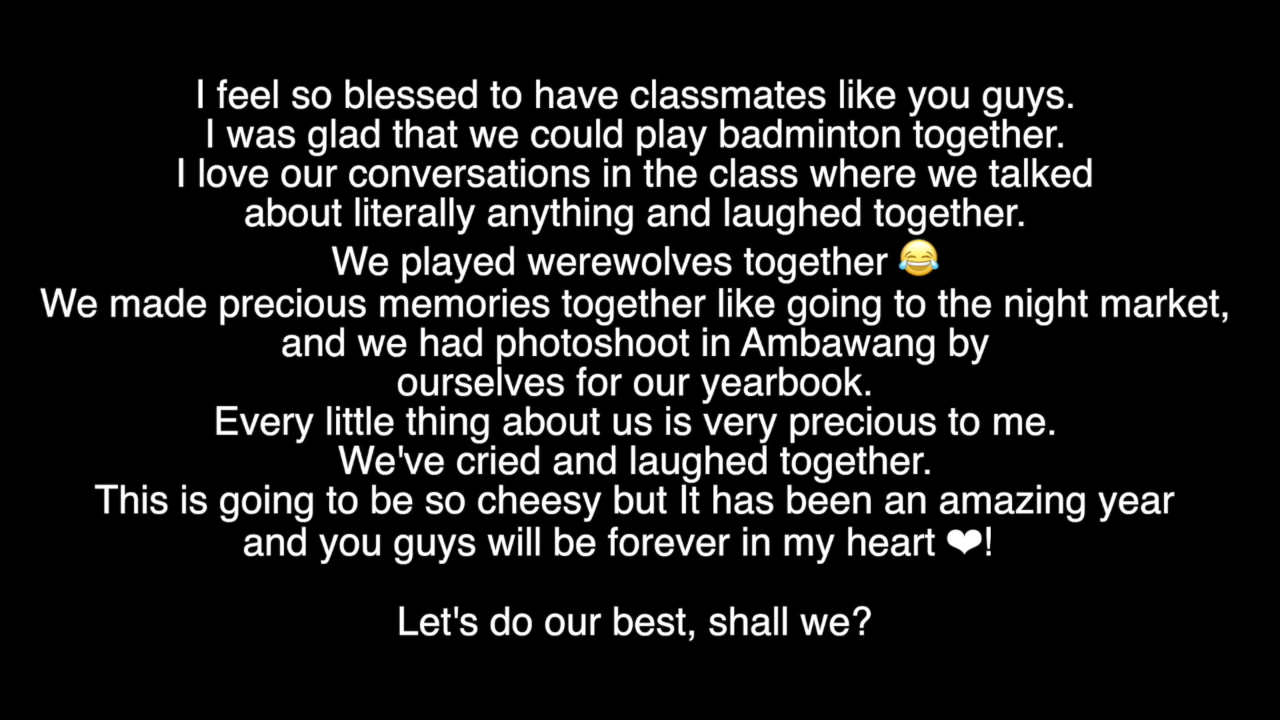 I feel so blessed to have classmates like you guys.
I was glad that we could play badminton together.
I love our conversations in the class where we talked
about literally anything and laughed together.
We played werewolves together 😂
We made precious memories together like going to the night market,
and we had photoshoot in Ambawang by
ourselves for our yearbook.
Every little thing about us is very precious to me.
We've cried and laughed together.
This is going to be so cheesy but It has been an amazing year
and you guys will be forever in my heart ❤!
Let's do our best, shall we?